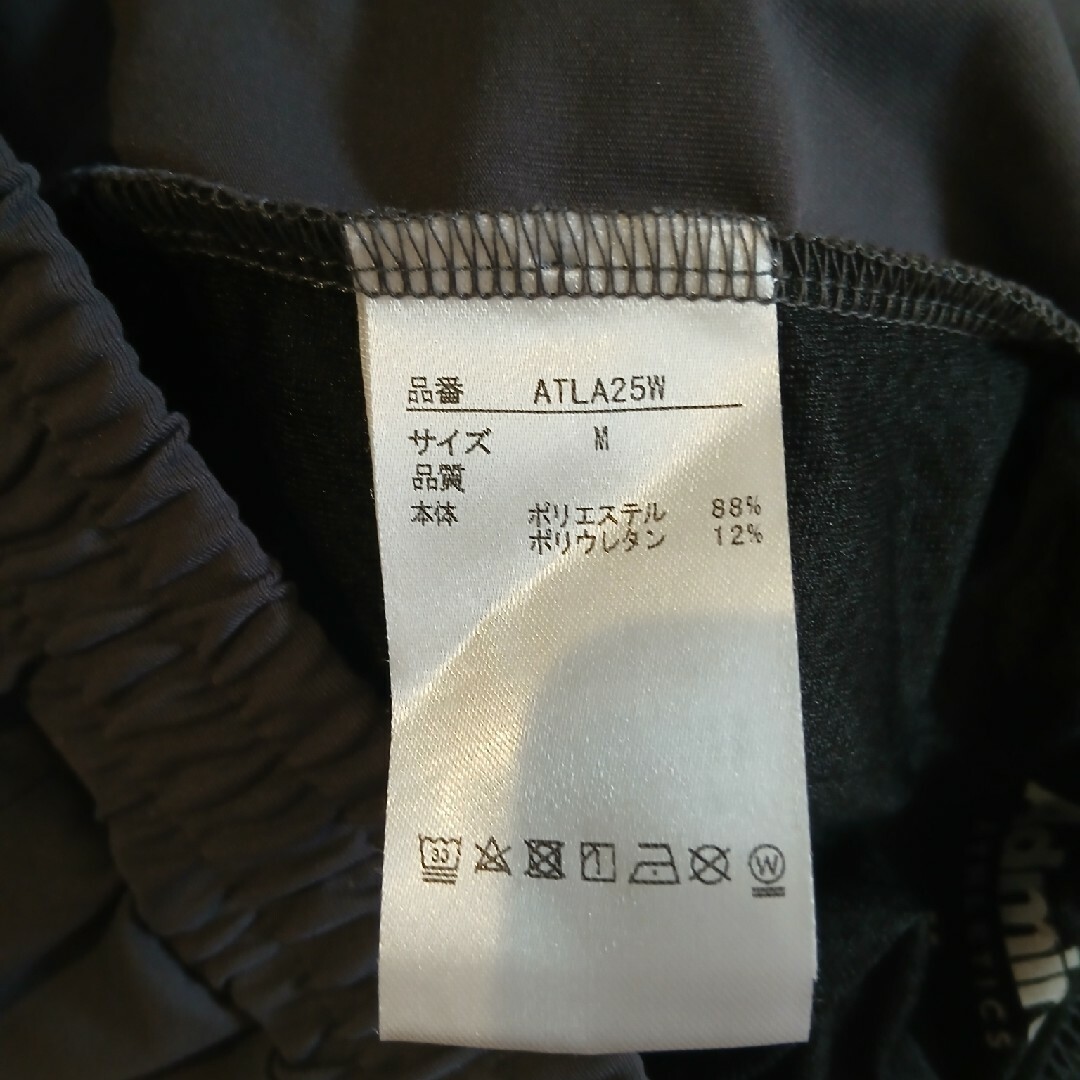 品番 ATLA25W
サイズ M
品質
本体 ポリエステル 88%
ポリウレタン 12%
30
W